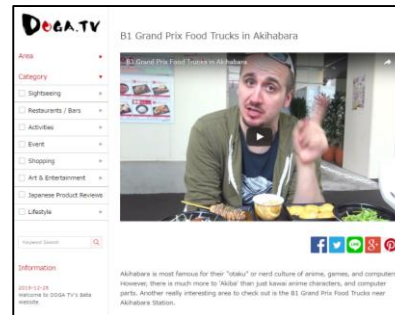 DOGA.TV
Area
Category
Sightseeing
Restaurants / Bars
Activities
Event
Shopping
Art & Entertainment
Japanese Product Reviews
Lifestyle
Keyword Search
Information
2016-12-26
Welcome to DOGA TV's Beta
website.
B1 Grand Prix Food Trucks in Akihabara
B1 Grand Prix Food Trucks in Akihabara
Akihabara is most famous for their "otaku" or nerd culture of anime, games, and computers.
However, there is much more to 'Akiba' than just kawaii anime characters, and computer
parts. Another really interesting area to check out is the B1 Grand Prix Food Trucks near
Akihabara Station.